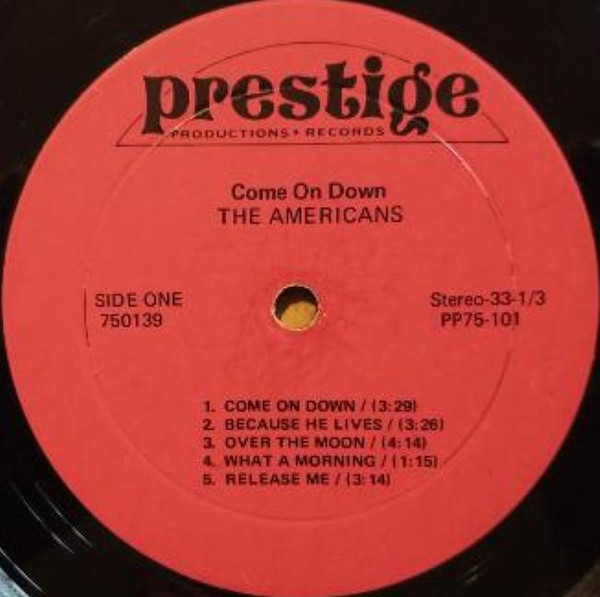 prestige
PRODUCTIONS • RECORDS
Come On Down
THE AMERICANS
SIDE ONE
750139
Stereo-33-1/3
PP75-101
1. COME ON DOWN / (3:29)
2. BECAUSE HE LIVES / (3:26)
3. OVER THE MOON / (4:14)
4. WHAT A MORNING / (1:15)
5. RELEASE ME / (3:14)